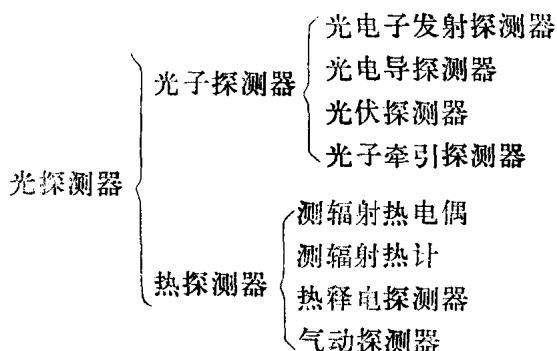 光电子发射探测器
光子探测器
光电导探测器
光伏探测器
光子牵引探测器
光探测器
测辐射热电偶
测辐射热计
热探测器
热释电探测器
气动探测器